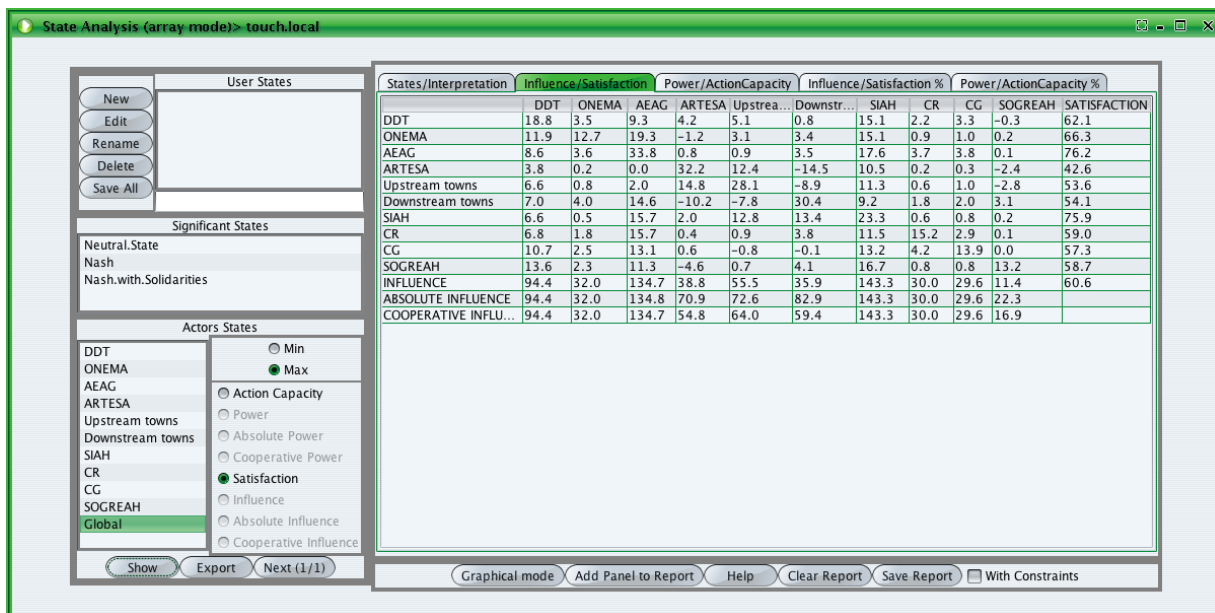 State Analysis (array mode)> touch.local
User States
New
Edit
Rename
Delete
Save All
Significant States
Neutral.State
Nash
Nash.with.Solidarities
Actors States
DDT
ONEMA
AEAG
ARTESA
Upstream towns
Downstream towns
SIAH
CR
CG
SOGREAH
Global
Min
Max
Action Capacity
Power
Absolute Power
Cooperative Power
Satisfaction
Influence
Absolute Influence
Cooperative Influence
Show Export Next (1/1)
States/Interpretation Influence/Satisfaction Power/ActionCapacity Influence/Satisfaction % Power/ActionCapacity %
DDT ONEMA AEAG ARTESA Upstrea... Downstr... SIAH CR CG SOGREAH SATISFACTION
DDT 18.8 3.5 9.3 4.2 5.1 0.8 15.1 2.2 3.3 -0.3 62.1
ONEMA 11.9 12.7 19.3 -1.2 3.1 3.4 15.1 0.9 1.0 0.2 66.3
AEAG 8.6 3.6 33.8 0.8 0.9 3.5 17.6 3.7 3.8 0.1 76.2
ARTESA 3.8 0.2 0.0 32.2 12.4 -14.5 10.5 0.2 0.3 -2.4 42.6
Upstream towns 6.6 0.8 2.0 14.8 28.1 -8.9 11.3 0.6 1.0 -2.8 53.6
Downstream towns 7.0 4.0 14.6 -10.2 -7.8 30.4 9.2 1.8 2.0 3.1 54.1
SIAH 6.6 0.5 15.7 2.0 12.8 13.4 23.3 0.6 0.8 0.2 75.9
CR 6.8 1.8 15.7 0.4 0.9 3.8 11.5 15.2 2.9 0.1 59.0
CG 10.7 2.5 13.1 0.6 -0.8 -0.1 13.2 4.2 13.9 0.0 57.3
SOGREAH 13.6 2.3 11.3 -4.6 0.7 4.1 16.7 0.8 0.8 13.2 58.7
INFLUENCE 94.4 32.0 134.7 38.8 55.5 35.9 143.3 30.0 29.6 11.4 60.6
ABSOLUTE INFLUENCE 94.4 32.0 134.8 70.9 72.6 82.9 143.3 30.0 29.6 22.3
COOPERATIVE INFLU... 94.4 32.0 134.7 54.8 64.0 59.4 143.3 30.0 29.6 16.9
Graphical mode Add Panel to Report Help Clear Report Save Report With Constraints